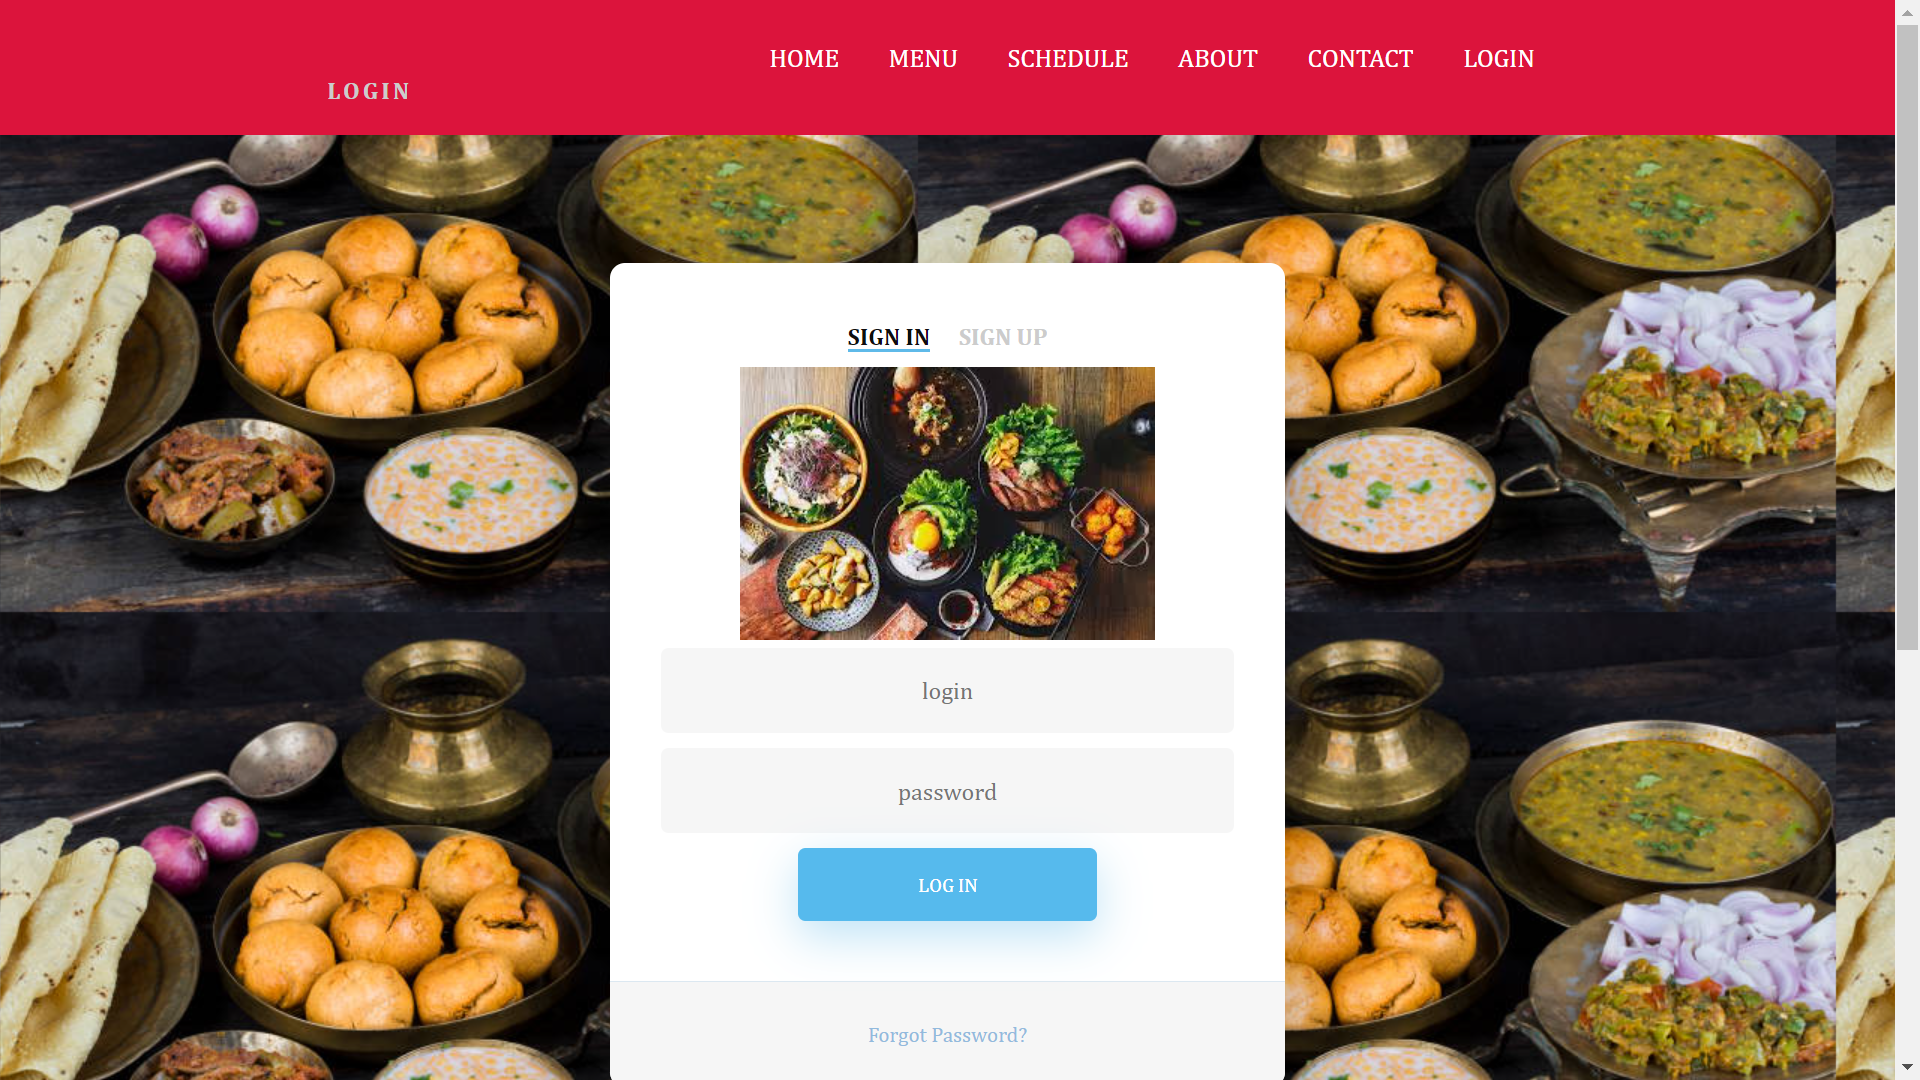 HOME MENU SCHEDULE ABOUT CONTACT LOGIN
LOGIN
SIGN IN SIGN UP
login
password
LOG IN
Forgot Password?